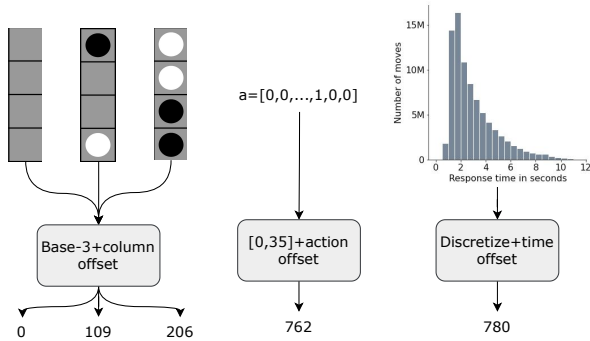 a=[0,0,...,1,0,0]
Number of moves
15M
10M
5M
0
0 2 4 6 8 10 12
Response time in seconds
Base-3+column
offset
[0,35]+action
offset
Discretize+time
offset
0 109 206 762 780